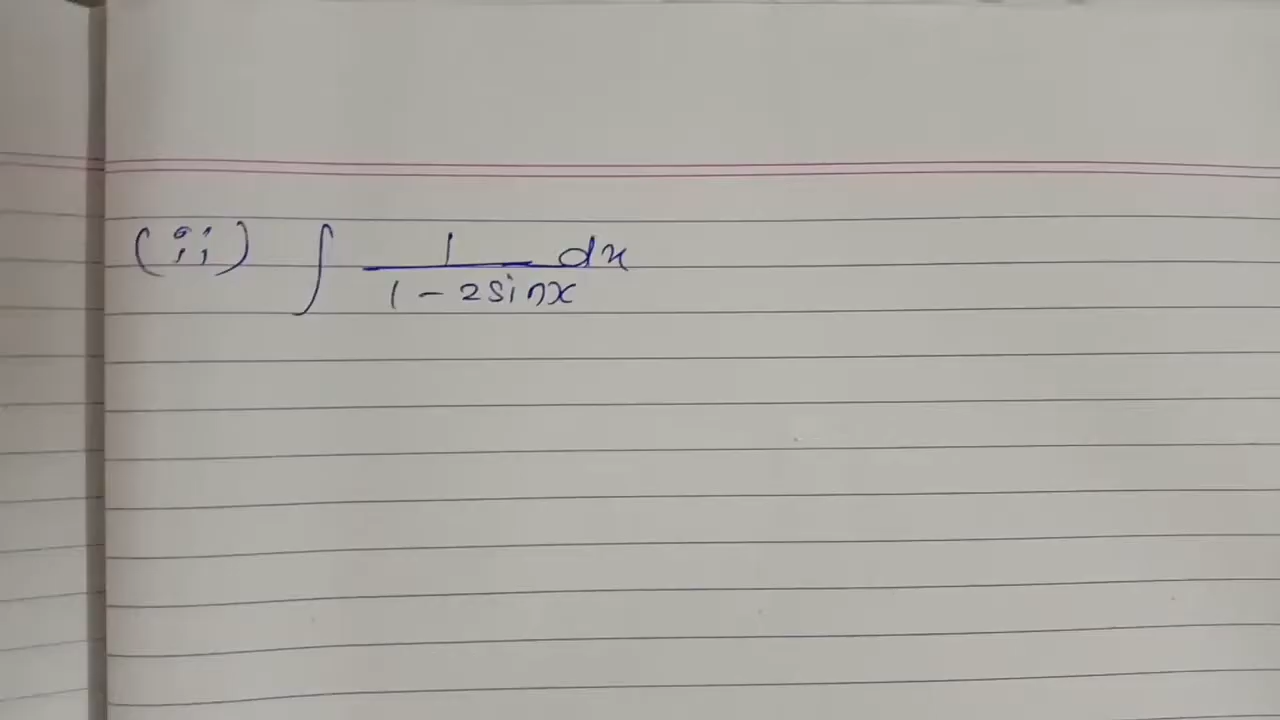 (ii) ∫ 1/(1 - 2sinx) dx